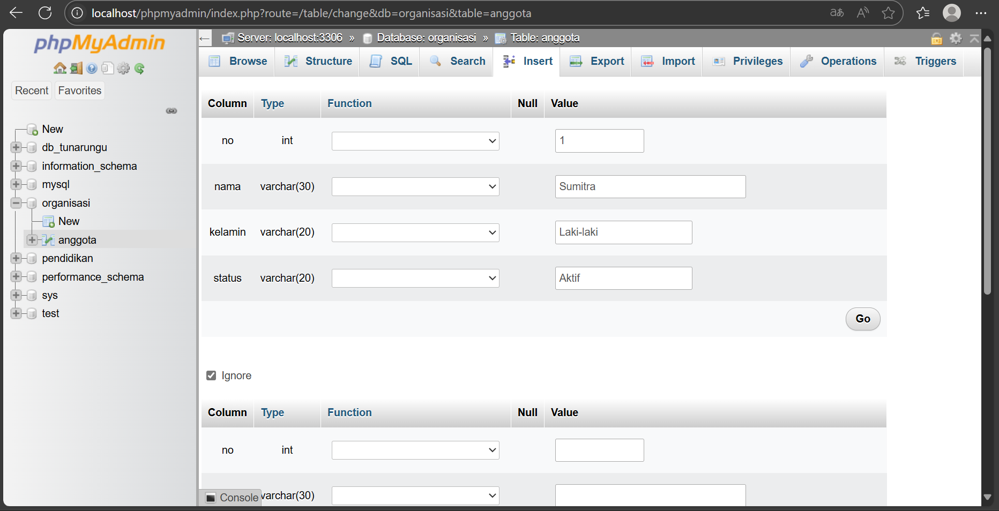 localhost/phpmyadmin/index.php?route=/table/change&db=organisasi&table=anggota
phpMyAdmin
Recent Favorites
New
db_tunarungu
information_schema
mysql
organisasi
New
anggota
pendidikan
performance_schema
sys
test
Server: localhost:3306 » Database: organisasi » Table: anggota
Browse Structure SQL Search Insert Export Import Privileges Operations Triggers
Column Type Function Null Value
no int 1
nama varchar(30) Sumitra
kelamin varchar(20) Laki-laki
status varchar(20) Aktif
Go
Ignore
Column Type Function Null Value
no int
varchar(30)
Console